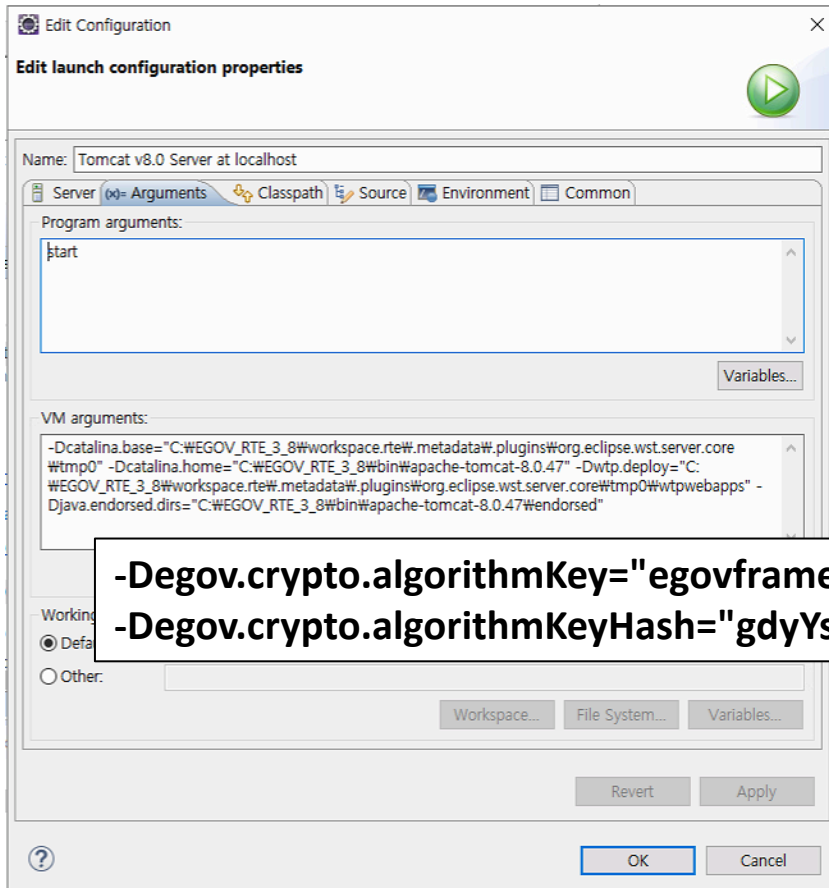 Edit Configuration
Edit launch configuration properties
Name: Tomcat v8.0 Server at localhost
Server (x)= Arguments Classpath Source Environment Common
Program arguments:
start
Variables...
VM arguments:
-Dcatalina.base="C:₩EGOV_RTE_3_8₩workspace.rte₩.metadata₩.plugins₩org.eclipse.wst.server.core
₩tmp0" -Dcatalina.home="C:₩EGOV_RTE_3_8₩bin₩apache-tomcat-8.0.47" -Dwtp.deploy="C:
₩EGOV_RTE_3_8₩workspace.rte₩.metadata₩.plugins₩org.eclipse.wst.server.core₩tmp0₩wtpwebapps" -
Djava.endorsed.dirs="C:₩EGOV_RTE_3_8₩bin₩apache-tomcat-8.0.47₩endorsed"
-Degov.crypto.algorithmKey="egovframe
-Degov.crypto.algorithmKeyHash="gdyYs
Working
Defa
Other:
Workspace... File System... Variables...
Revert Apply
OK Cancel